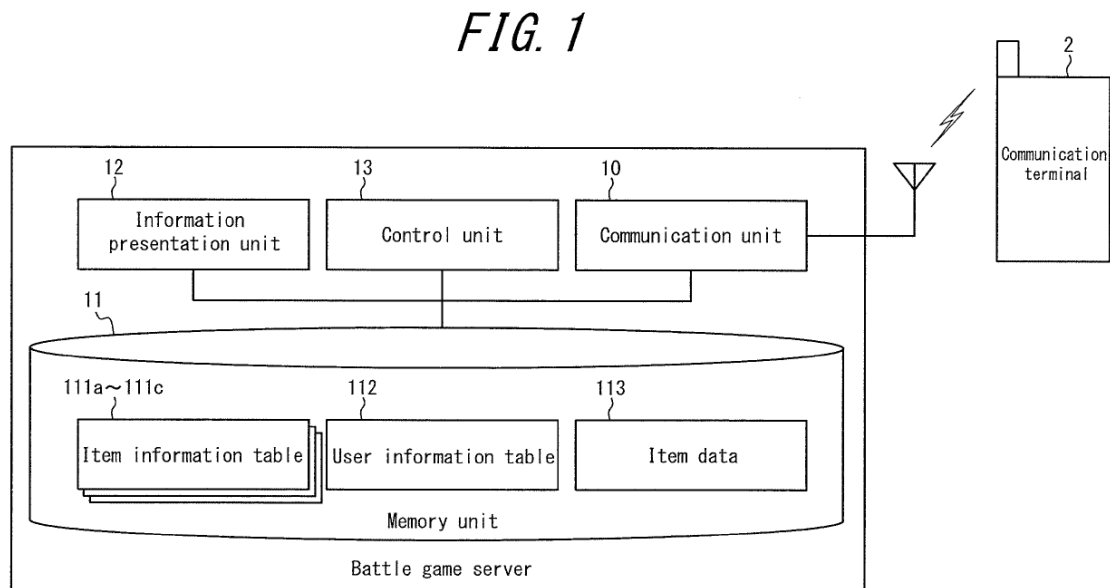 FIG. 1
2
Communication
terminal
12
13
10
Information
presentation unit
Control unit
Communication unit
11
111a～111c
112
113
Item information table
User information table
Item data
Memory unit
Battle game server